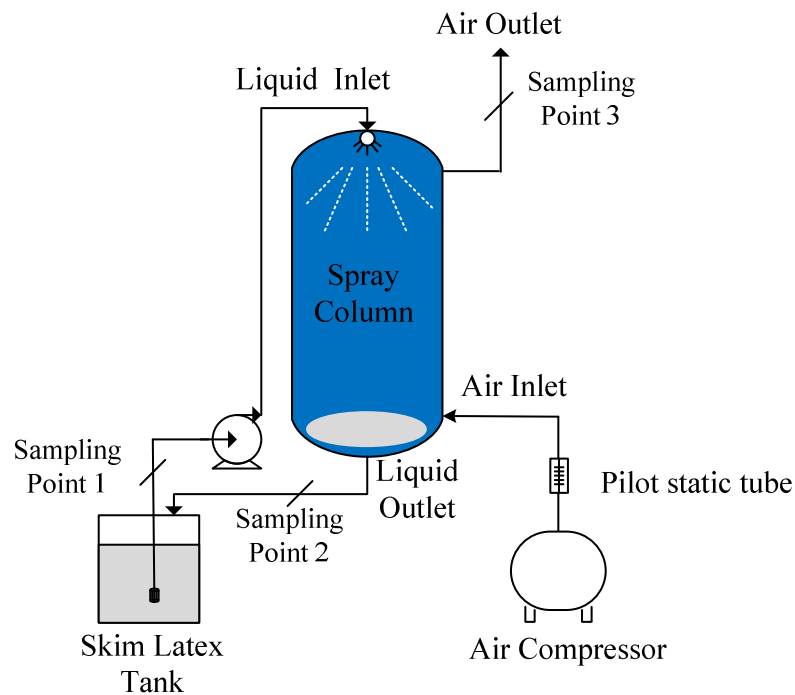 Air Outlet
Liquid Inlet
Sampling
Point 3
Spray
Column
Air Inlet
Sampling
Point 1
Liquid
Outlet
Pilot static tube
Sampling
Point 2
Skim Latex
Tank
Air Compressor